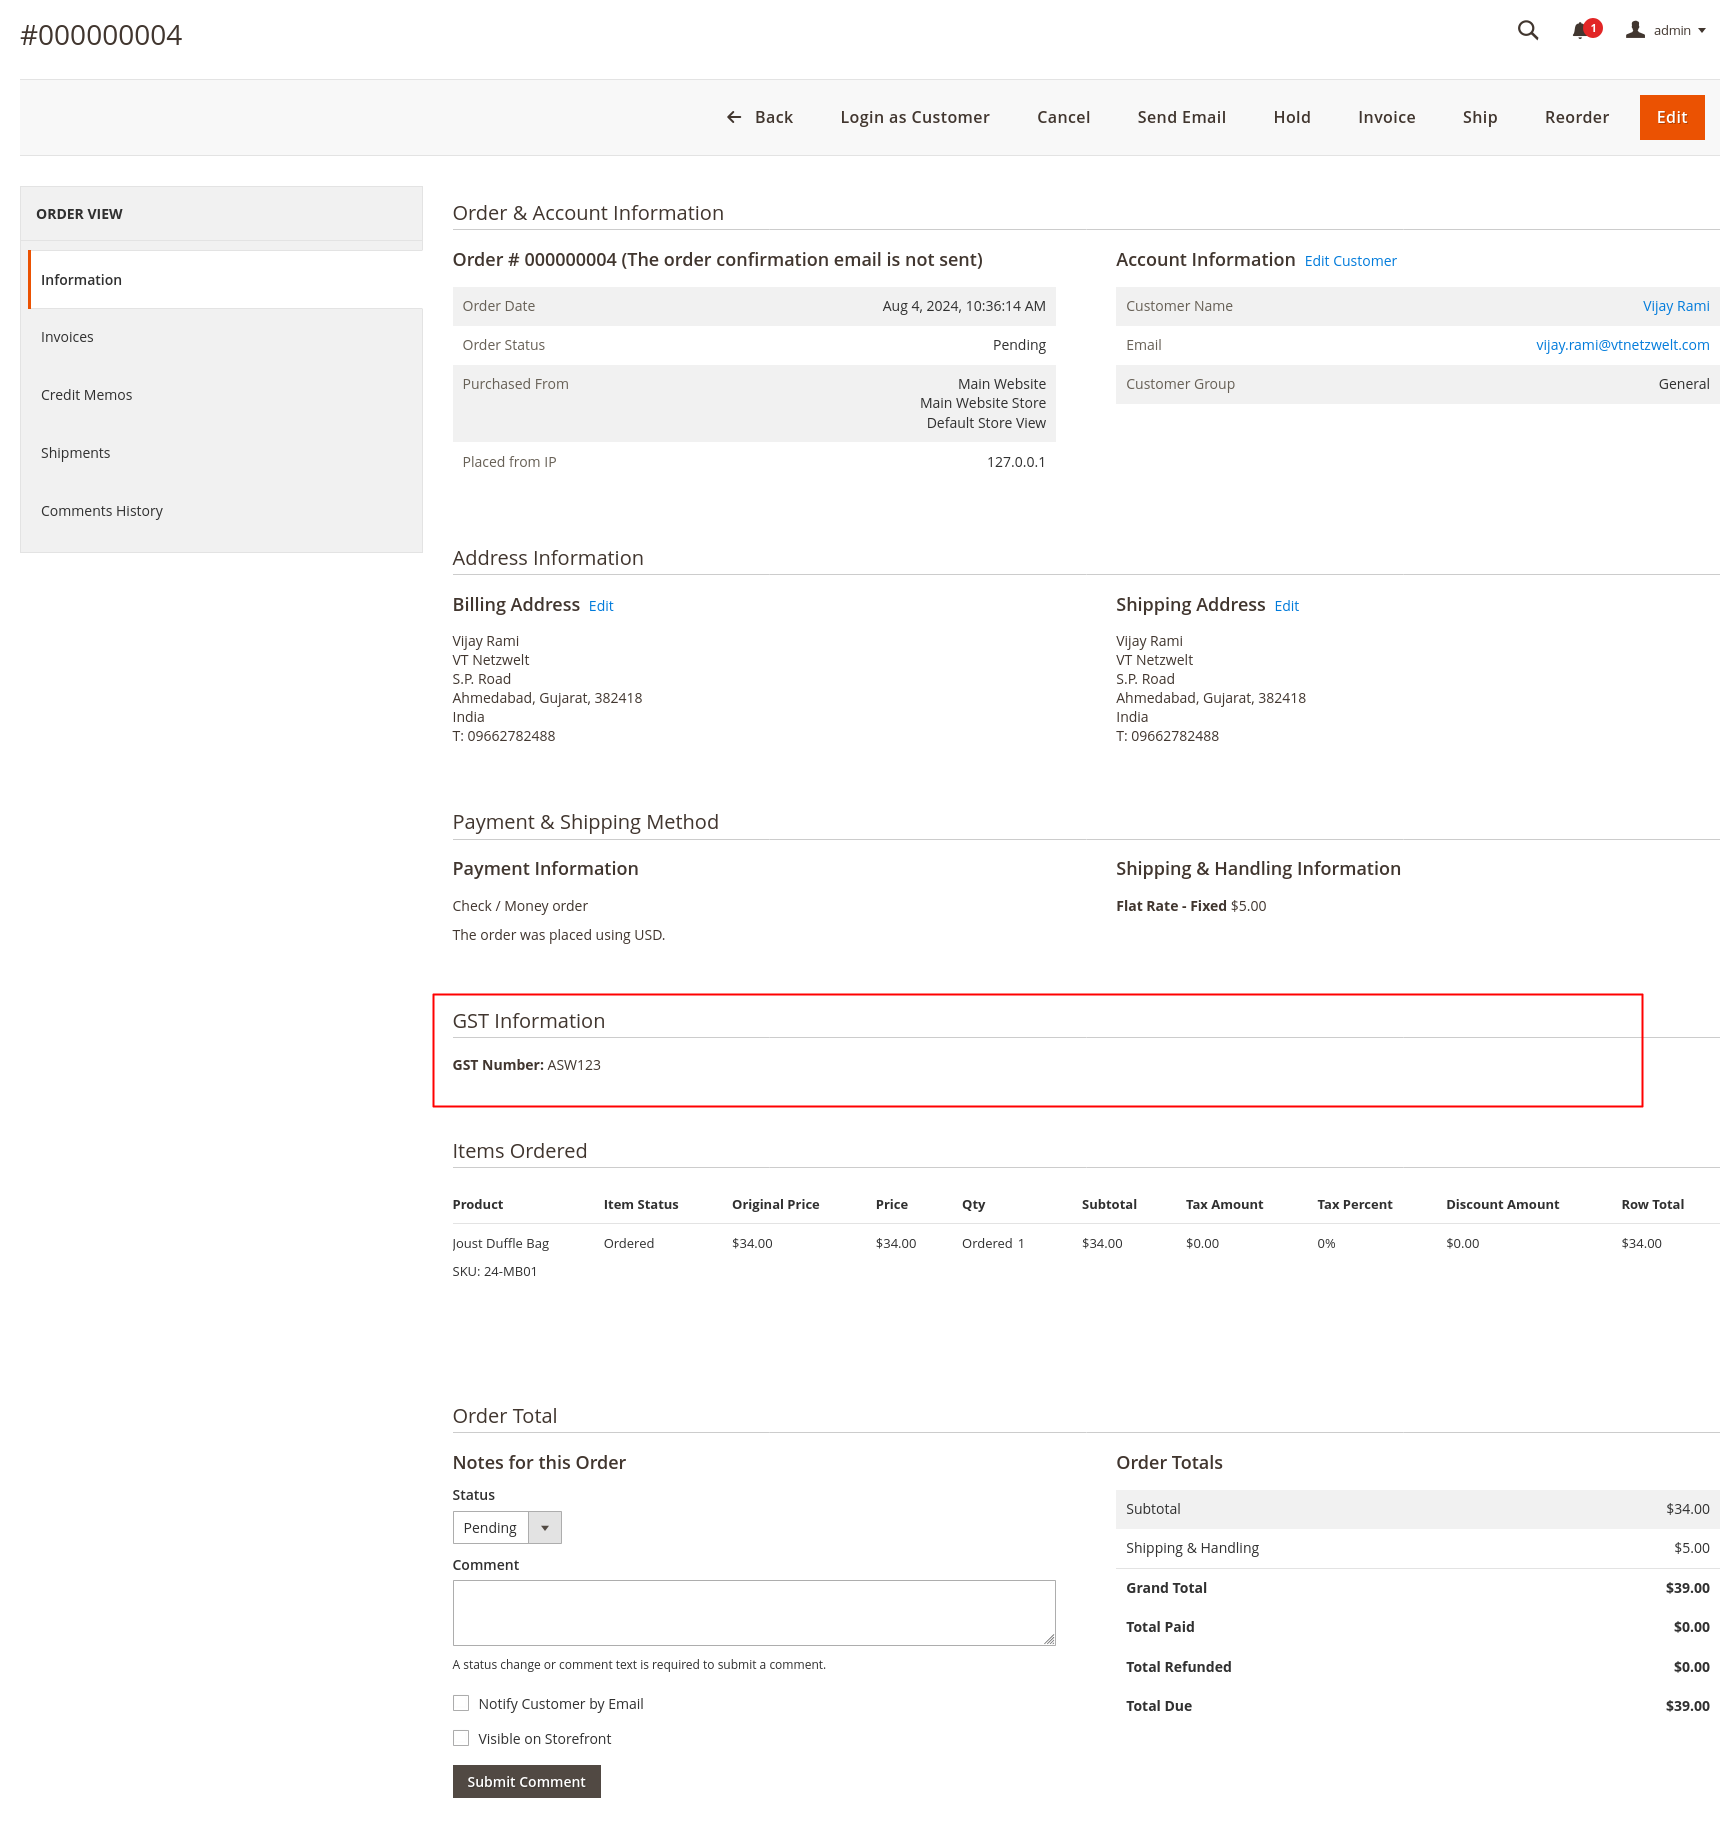 #000000004
1
admin
Back
Login as Customer
Cancel
Send Email
Hold
Invoice
Ship
Reorder
Edit
ORDER VIEW
Information
Invoices
Credit Memos
Shipments
Comments History
Order & Account Information
Order # 000000004 (The order confirmation email is not sent)
Order Date Aug 4, 2024, 10:36:14 AM
Order Status Pending
Purchased From Main Website
Main Website Store
Default Store View
Placed from IP 127.0.0.1
Account Information Edit Customer
Customer Name Vijay Rami
Email vijay.rami@vtnetzwelt.com
Customer Group General
Address Information
Billing Address Edit
Vijay Rami
VT Netzwelt
S.P. Road
Ahmedabad, Gujarat, 382418
India
T: 09662782488
Shipping Address Edit
Vijay Rami
VT Netzwelt
S.P. Road
Ahmedabad, Gujarat, 382418
India
T: 09662782488
Payment & Shipping Method
Payment Information
Check / Money order
The order was placed using USD.
Shipping & Handling Information
Flat Rate - Fixed $5.00
GST Information
GST Number: ASW123
Items Ordered
Product Item Status Original Price Price Qty Subtotal Tax Amount Tax Percent Discount Amount Row Total
Joust Duffle Bag Ordered $34.00 $34.00 Ordered 1 $34.00 $0.00 0% $0.00 $34.00
SKU: 24-MB01
Order Total
Notes for this Order
Status
Pending
Comment
A status change or comment text is required to submit a comment.
Notify Customer by Email
Visible on Storefront
Submit Comment
Order Totals
Subtotal $34.00
Shipping & Handling $5.00
Grand Total $39.00
Total Paid $0.00
Total Refunded $0.00
Total Due $39.00